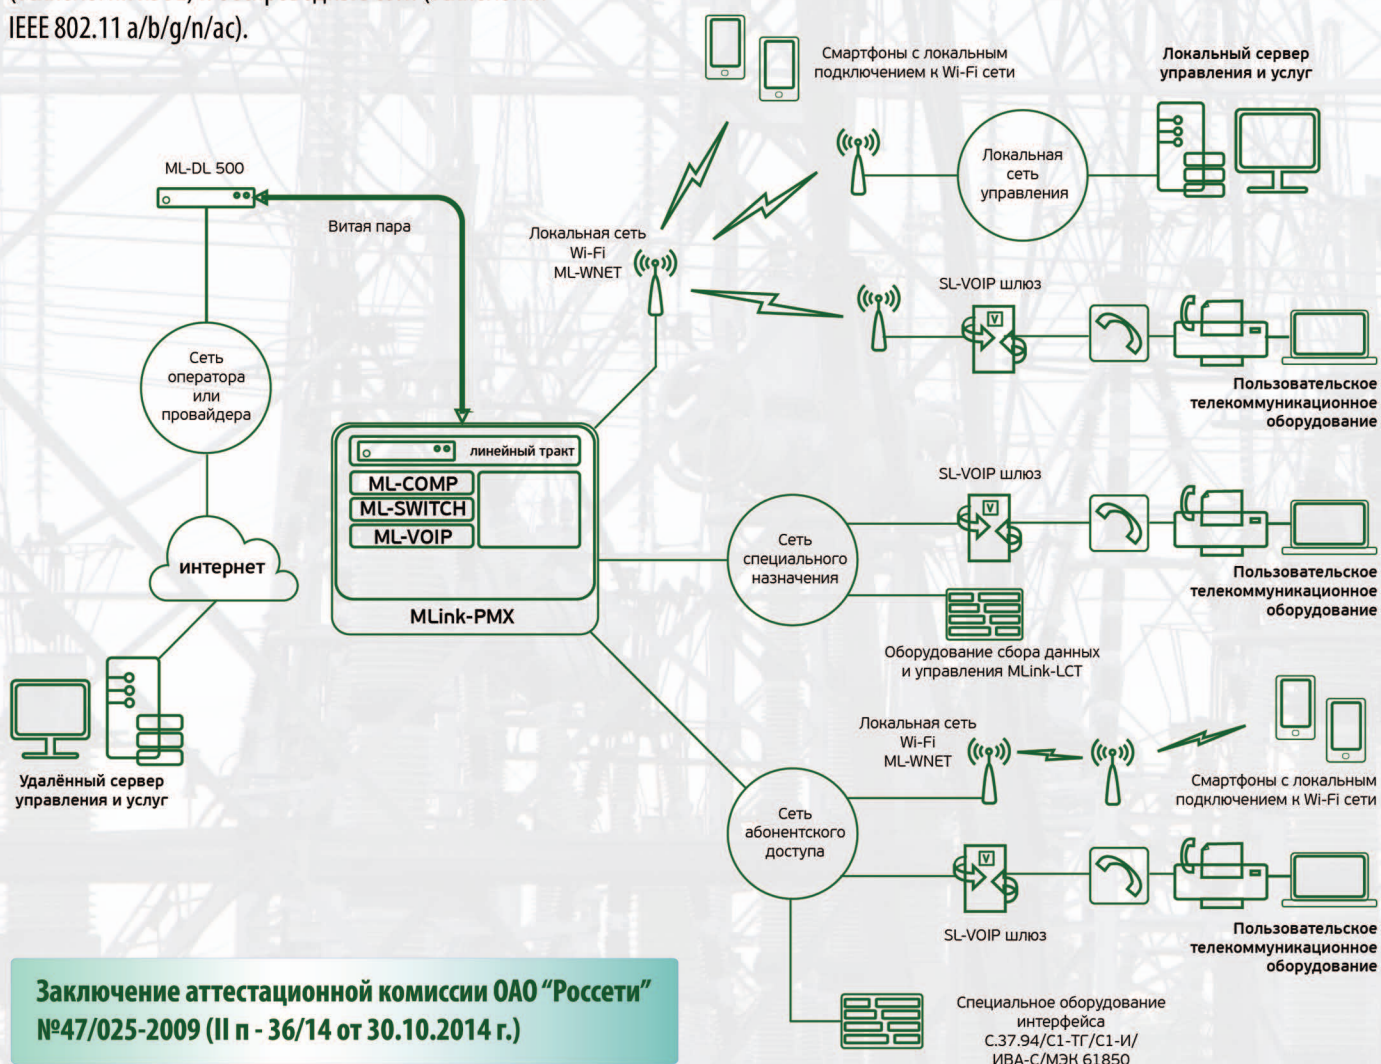 IEEE 802.11 a/b/g/n/ac).
Смартфоны с локальным
подключением к Wi-Fi сети
Локальный сервер
управления и услуг
ML-DL 500
Витая пара
Локальная сеть
Wi-Fi
ML-WNET
Локальная
сеть
управления
SL-VOIP шлюз
V
Пользовательское
телекоммуникационное
оборудование
Сеть
оператора
или
провайдера
линейный тракт
ML-COMP
ML-SWITCH
ML-VOIP
MLink-PMX
SL-VOIP шлюз
V
Сеть
специального
назначения
Пользовательское
телекоммуникационное
оборудование
интернет
Оборудование сбора данных
и управления MLink-LCT
Удалённый сервер
управления и услуг
Локальная сеть
Wi-Fi
ML-WNET
Смартфоны с локальным
подключением к Wi-Fi сети
Сеть
абонентского
доступа
V
SL-VOIP шлюз
Пользовательское
телекоммуникационное
оборудование
Заключение аттестационной комиссии ОАО “Россети”
№47/025-2009 (II п - 36/14 от 30.10.2014 г.)
Специальное оборудование
интерфейса
С.37.94/С1-ТГ/С1-И/
ИВА-С/МЭК 61850